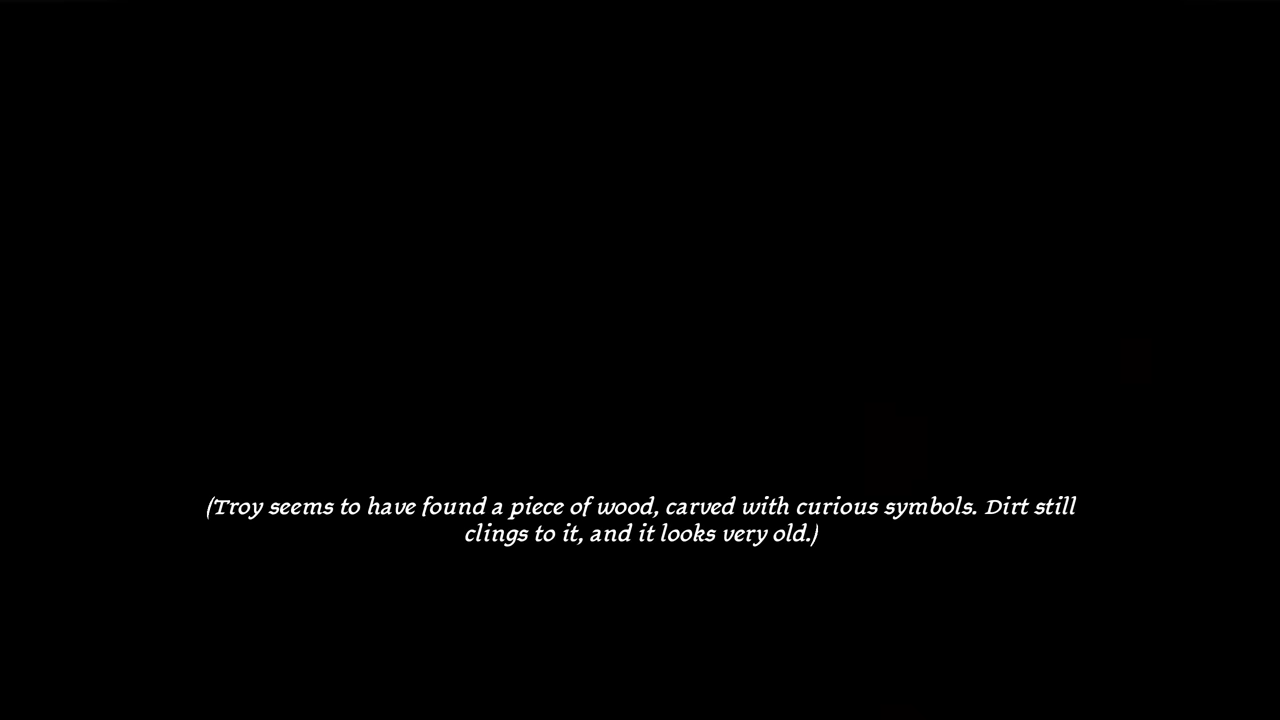 (Troy seems to have found a piece of wood, carved with curious symbols. Dirt still
clings to it, and it looks very old.)